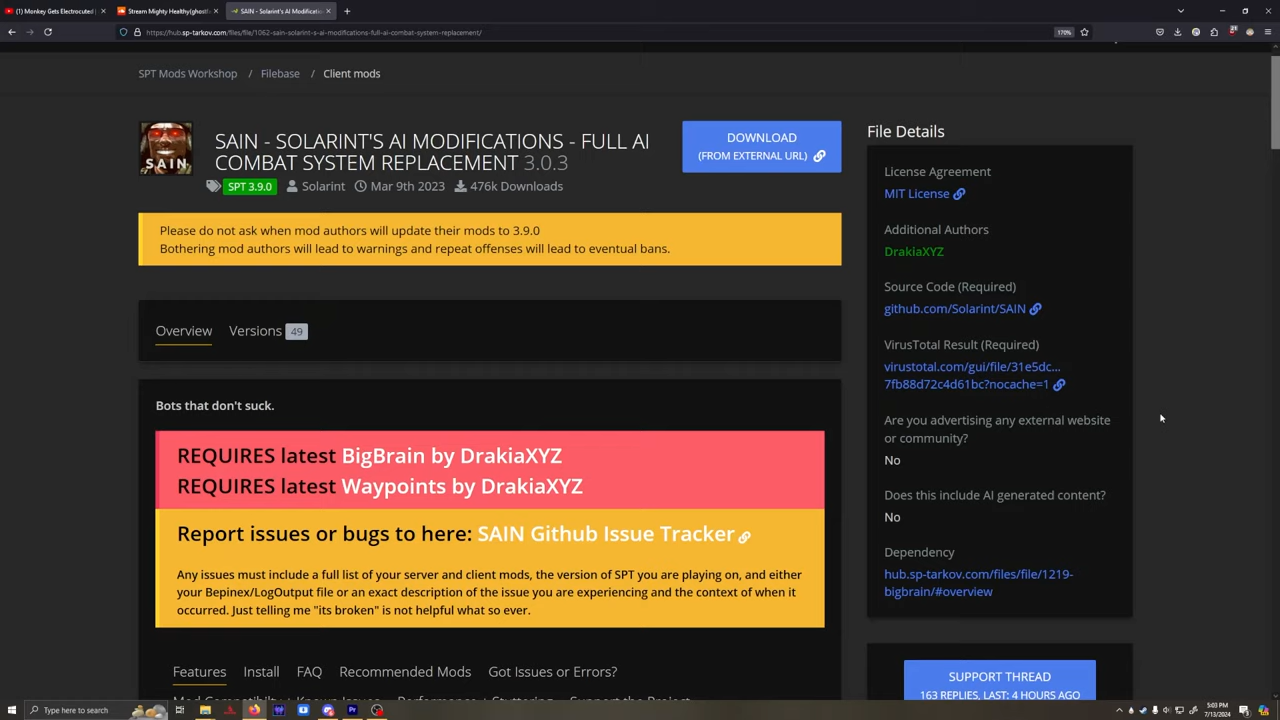 (1) Monkey Gets Electrocuted
Stream Mighty Healthy(ghostf
SAIN - Solarint's AI Modificatio
https://hub.sp-tarkov.com/files/file/1062-sain-solarint-s-ai-modifications-full-ai-combat-system-replacement/
170%
SPT Mods Workshop / Filebase / Client mods
SAIN
SAIN - SOLARINT'S AI MODIFICATIONS - FULL AI
COMBAT SYSTEM REPLACEMENT 3.0.3
SPT 3.9.0 Solarint Mar 9th 2023 476k Downloads
DOWNLOAD
(FROM EXTERNAL URL)
Please do not ask when mod authors will update their mods to 3.9.0
Bothering mod authors will lead to warnings and repeat offenses will lead to eventual bans.
Overview Versions 49
Bots that don't suck.
REQUIRES latest BigBrain by DrakiaXYZ
REQUIRES latest Waypoints by DrakiaXYZ
Report issues or bugs to here: SAIN Github Issue Tracker
Any issues must include a full list of your server and client mods, the version of SPT you are playing on, and either
your Bepinex/LogOutput file or an exact description of the issue you are experiencing and the context of when it
occurred. Just telling me "its broken" is not helpful what so ever.
Features Install FAQ Recommended Mods Got Issues or Errors?
Mod Compatibilty + Known Issues Performance + Stuttering Support the Project
File Details
License Agreement
MIT License
Additional Authors
DrakiaXYZ
Source Code (Required)
github.com/Solarint/SAIN
VirusTotal Result (Required)
virustotal.com/gui/file/31e5dc…
7fb88d72c4d61bc?nocache=1
Are you advertising any external website
or community?
No
Does this include AI generated content?
No
Dependency
hub.sp-tarkov.com/files/file/1219-
bigbrain/#overview
SUPPORT THREAD
163 REPLIES, LAST: 4 HOURS AGO
Type here to search
5:03 PM
7/13/2024